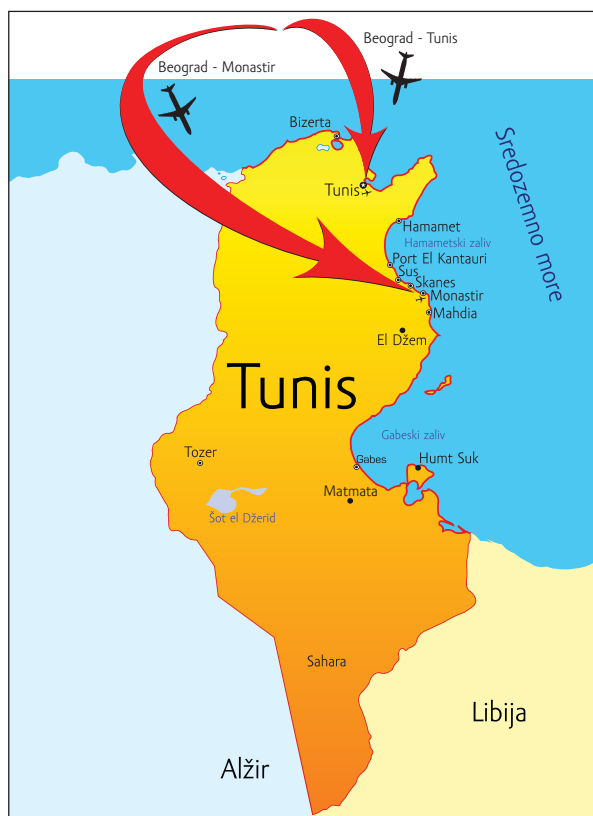 Beograd - Tunis
Beograd - Monastir
Bizerta
Sredozemno more
Tunis
Hamamet
Hamametski zaliv
Port El Kantauri
Sus
Skanes
Monastir
Mahdia
El Džem
Tunis
Gabeski zaliv
Tozer
Gabes
Humt Suk
Matmata
Šot el Džerid
Sahara
Libija
Alžir